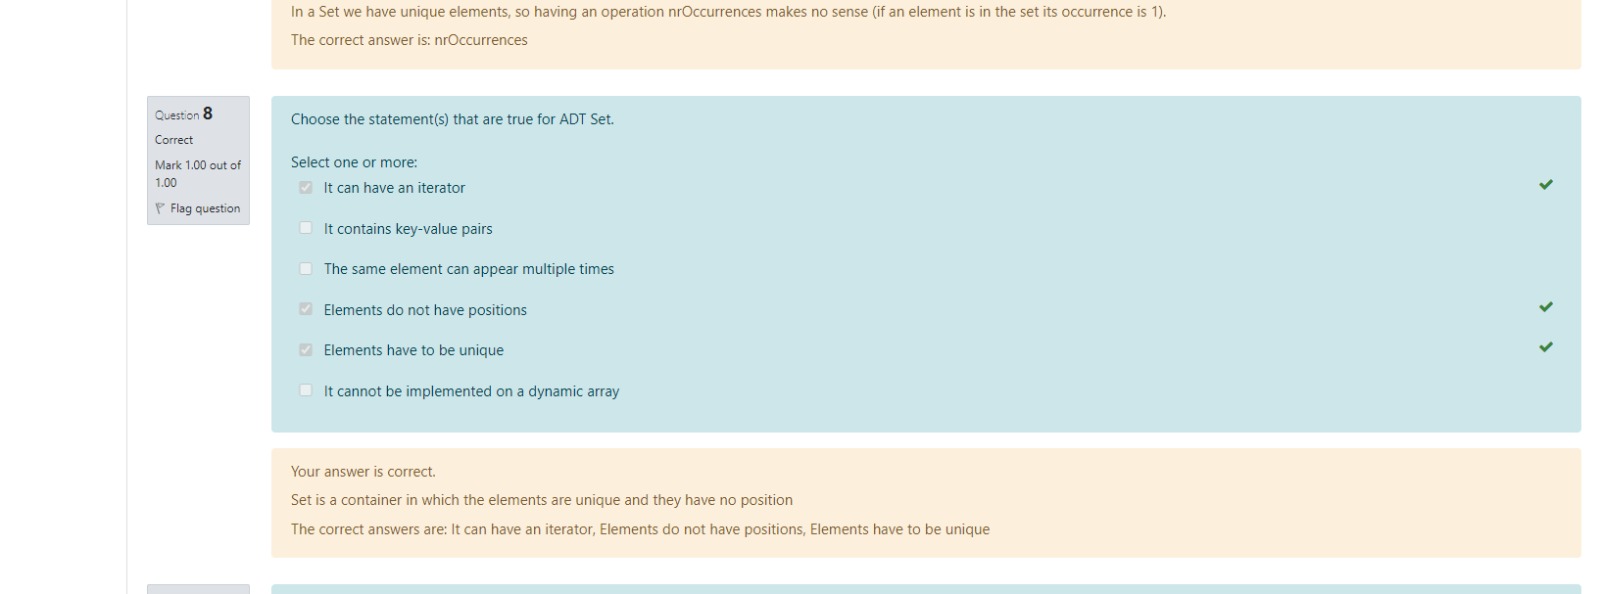 In a Set we have unique elements, so having an operation nrOccurrences makes no sense (if an element is in the set its occurrence is 1).
The correct answer is: nrOccurrences
Question 8
Correct
Mark 1.00 out of
1.00
Flag question
Choose the statement(s) that are true for ADT Set.
Select one or more:
It can have an iterator
It contains key-value pairs
The same element can appear multiple times
Elements do not have positions
Elements have to be unique
It cannot be implemented on a dynamic array
Your answer is correct.
Set is a container in which the elements are unique and they have no position
The correct answers are: It can have an iterator, Elements do not have positions, Elements have to be unique